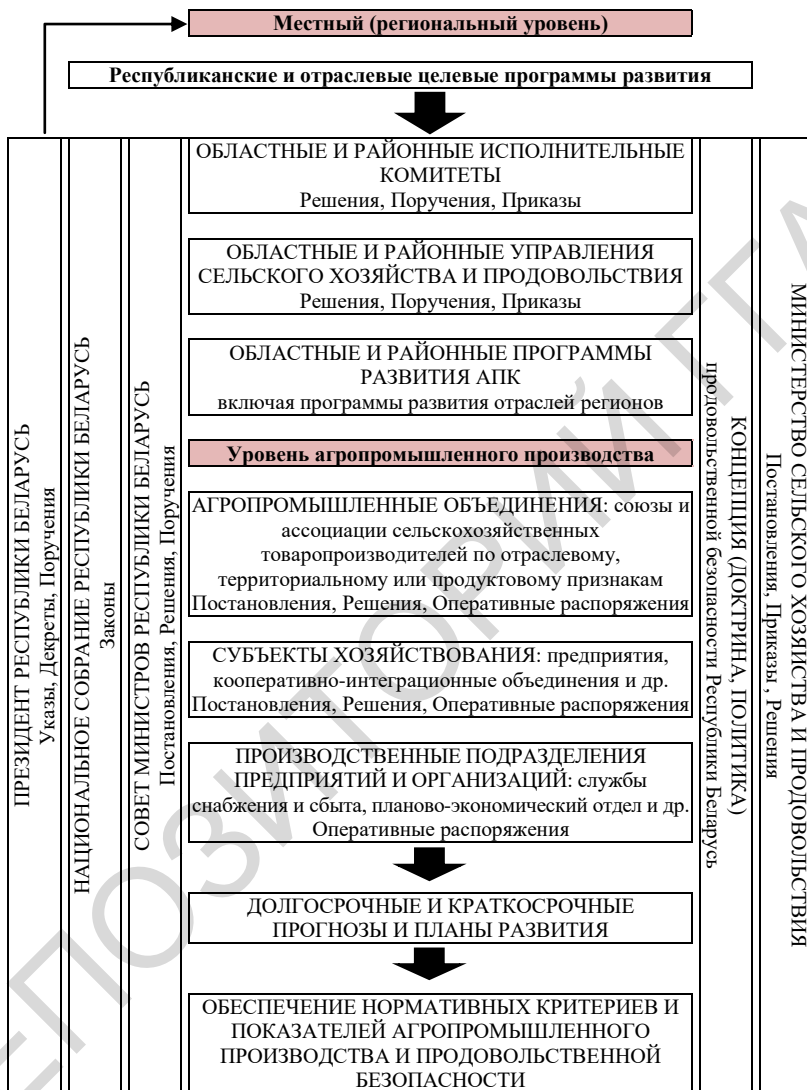 Местный (региональный уровень)
Республиканские и отраслевые целевые программы развития
ПРЕЗИДЕНТ РЕСПУБЛИКИ БЕЛАРУСЬ
Указы, Декреты, Поручения
НАЦИОНАЛЬНОЕ СОБРАНИЕ РЕСПУБЛИКИ БЕЛАРУСЬ
Законы
СОВЕТ МИНИСТРОВ РЕСПУБЛИКИ БЕЛАРУСЬ
Постановления, Решения, Поручения
ОБЛАСТНЫЕ И РАЙОННЫЕ ИСПОЛНИТЕЛЬНЫЕ
КОМИТЕТЫ
Решения, Поручения, Приказы
ОБЛАСТНЫЕ И РАЙОННЫЕ УПРАВЛЕНИЯ
СЕЛЬСКОГО ХОЗЯЙСТВА И ПРОДОВОЛЬСТВИЯ
Решения, Поручения, Приказы
ОБЛАСТНЫЕ И РАЙОННЫЕ ПРОГРАММЫ
РАЗВИТИЯ АПК
включая программы развития отраслей регионов
Уровень агропромышленного производства
АГРОПРОМЫШЛЕННЫЕ ОБЪЕДИНЕНИЯ: союзы и
ассоциации сельскохозяйственных
товаропроизводителей по отраслевому,
территориальному или продуктовому признакам
Постановления, Решения, Оперативные распоряжения
СУБЪЕКТЫ ХОЗЯЙСТВОВАНИЯ: предприятия,
кооперативно-интеграционные объединения и др.
Постановления, Решения, Оперативные распоряжения
ПРОИЗВОДСТВЕННЫЕ ПОДРАЗДЕЛЕНИЯ
ПРЕДПРИЯТИЙ И ОРГАНИЗАЦИЙ: службы
снабжения и сбыта, планово-экономический отдел и др.
Оперативные распоряжения
ДОЛГОСРОЧНЫЕ И КРАТКОСРОЧНЫЕ
ПРОГНОЗЫ И ПЛАНЫ РАЗВИТИЯ
ОБЕСПЕЧЕНИЕ НОРМАТИВНЫХ КРИТЕРИЕВ И
ПОКАЗАТЕЛЕЙ АГРОПРОМЫШЛЕННОГО
ПРОИЗВОДСТВА И ПРОДОВОЛЬСТВЕННОЙ
БЕЗОПАСНОСТИ
КОНЦЕПЦИЯ (ДОКТРИНА, ПОЛИТИКА)
продовольственной безопасности Республики Беларусь
МИНИСТЕРСТВО СЕЛЬСКОГО ХОЗЯЙСТВА И ПРОДОВОЛЬСТВИЯ
Постановления, Приказы , Решения
ЕПОЗИТОРИЙ ГГА